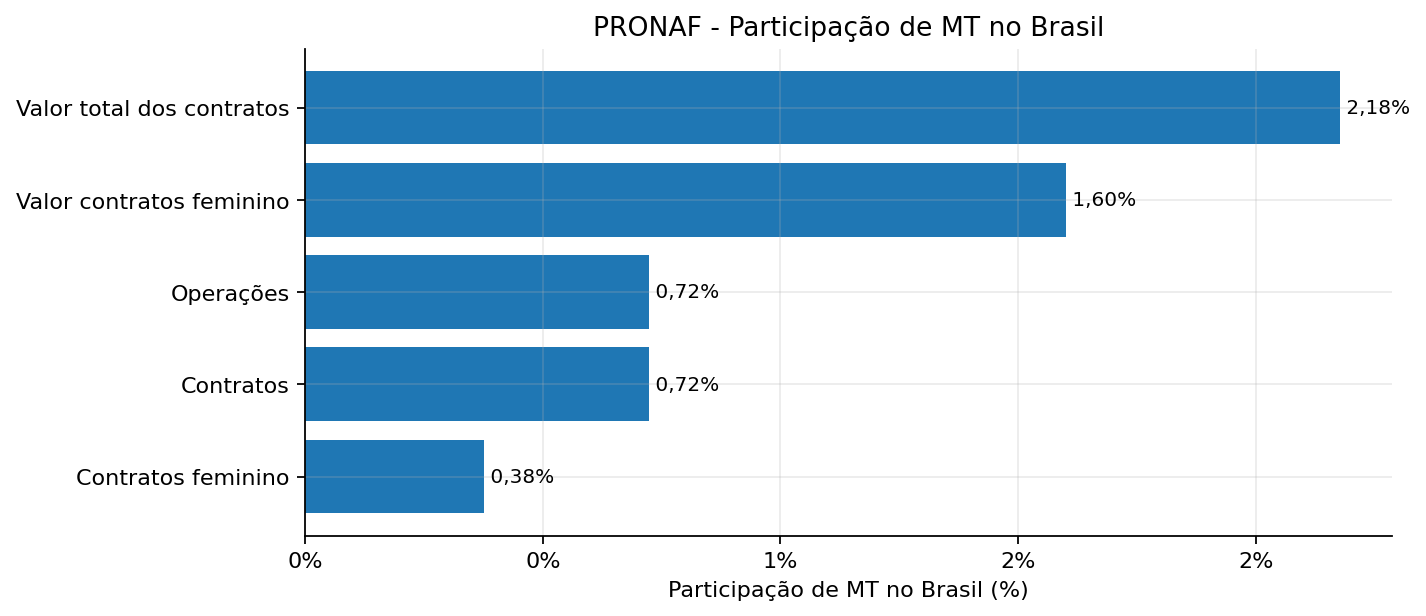 PRONAF - Participação de MT no Brasil
Valor total dos contratos
2,18%
Valor contratos feminino
1,60%
Operações
0,72%
Contratos
0,72%
Contratos feminino
0,38%
0% 0% 1% 2% 2%
Participação de MT no Brasil (%)